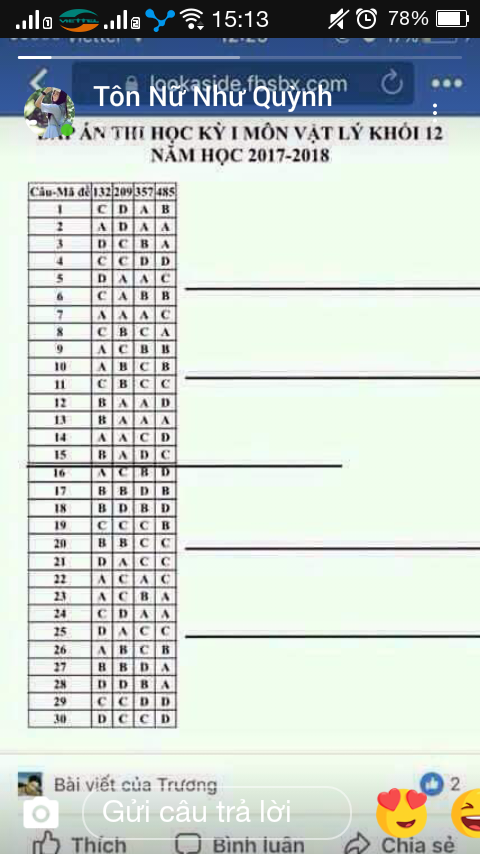 VIETTEL 15:13 78%
lookaside.fbsbx.com
Tôn Nữ Như Quỳnh
ĐÁP ÁN THI HỌC KỲ I MÔN VẬT LÝ KHỐI 12
NĂM HỌC 2017-2018
Câu-Mã đề 132 209 357 485
1 C D A B
2 A D A A
3 D C B A
4 C C D D
5 D A A C
6 C A B B
7 A A A C
8 C B C A
9 A C B B
10 A B C B
11 C B C C
12 B A A D
13 B A A A
14 A A C D
15 B A D C
16 A C B D
17 B B D B
18 B D B D
19 C C C B
20 B B C C
21 D A C C
22 A C A C
23 A C B A
24 C D A A
25 D A C C
26 A B C B
27 B B D A
28 D D B A
29 C C D D
30 D C C D
Bài viết của Trương 2
Gửi câu trả lời
Thích Bình luận Chia sẻ